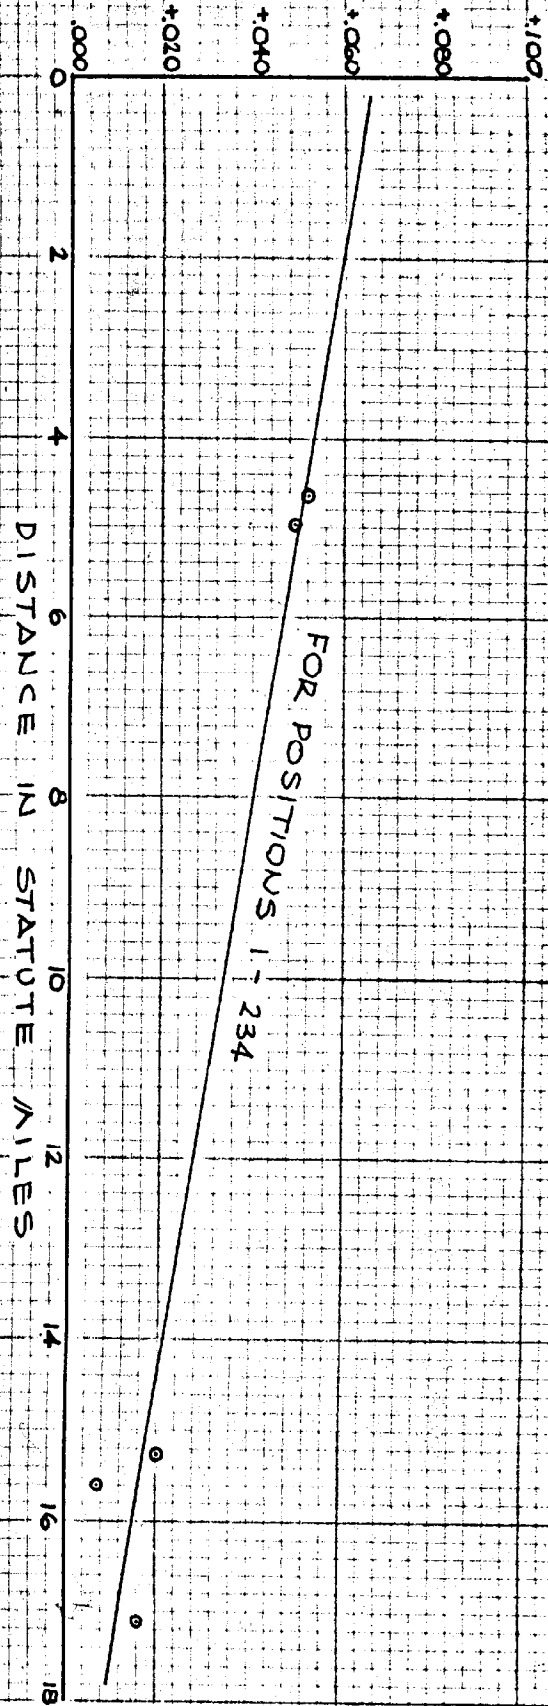 +.100
+.080
+.060
+.040
+.020
.000
0 2 4 6 8 10 12 14 16 18
FOR POSITIONS 1 - 234
DISTANCE IN STATUTE MILES